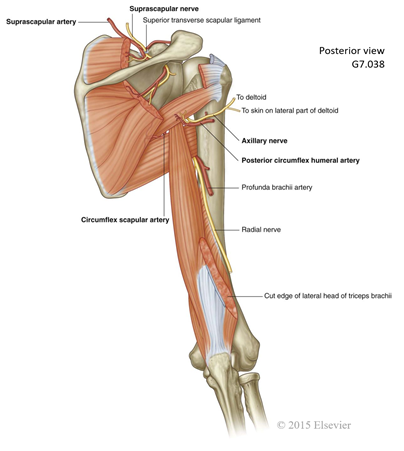 Suprascapular nerve
Suprascapular artery
Superior transverse scapular ligament
Posterior view
G7.038
To deltoid
To skin on lateral part of deltoid
Axillary nerve
Posterior circumflex humeral artery
Profunda brachii artery
Circumflex scapular artery
Radial nerve
Cut edge of lateral head of triceps brachii
© 2015 Elsevier